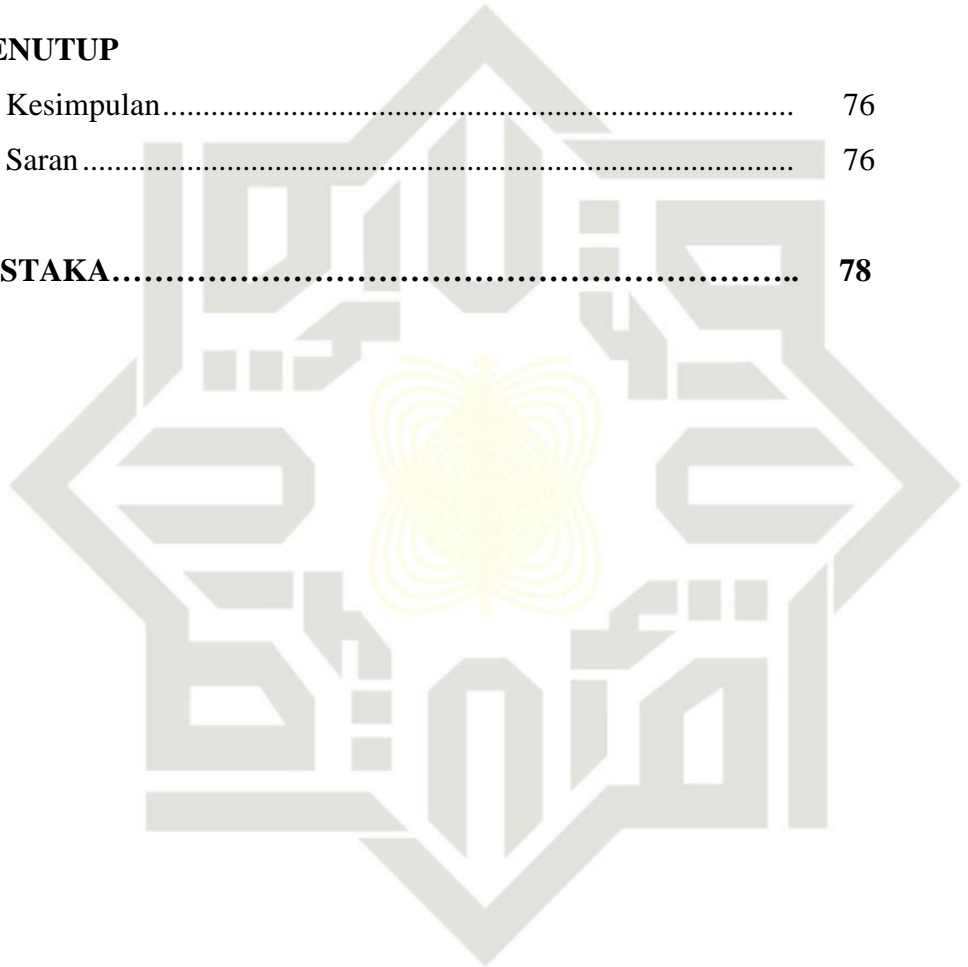 ENUTUP
Kesimpulan.............................................................................. 76
Saran........................................................................................ 76
STAKA……………………………………………………………….. 78